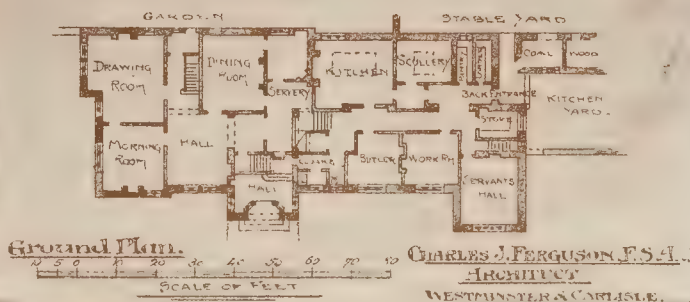 GARDEN
STABLE YARD
DRAWING ROOM
DINING ROOM
SERVERY
KITCHEN
SCULLERY
COAL
WOOD
BACK ENTRANCE
KITCHEN YARD.
STOVE
MORNING ROOM
HALL
BUTLER
WORK RM
SERVANTS HALL
HALL
Ground Plan.
10 5 0 10 20 30 40 50 60 70 80
SCALE OF FEET
CHARLES J. FERGUSON, F.S.A.
ARCHITECT
WESTMINSTER & CARLISLE.